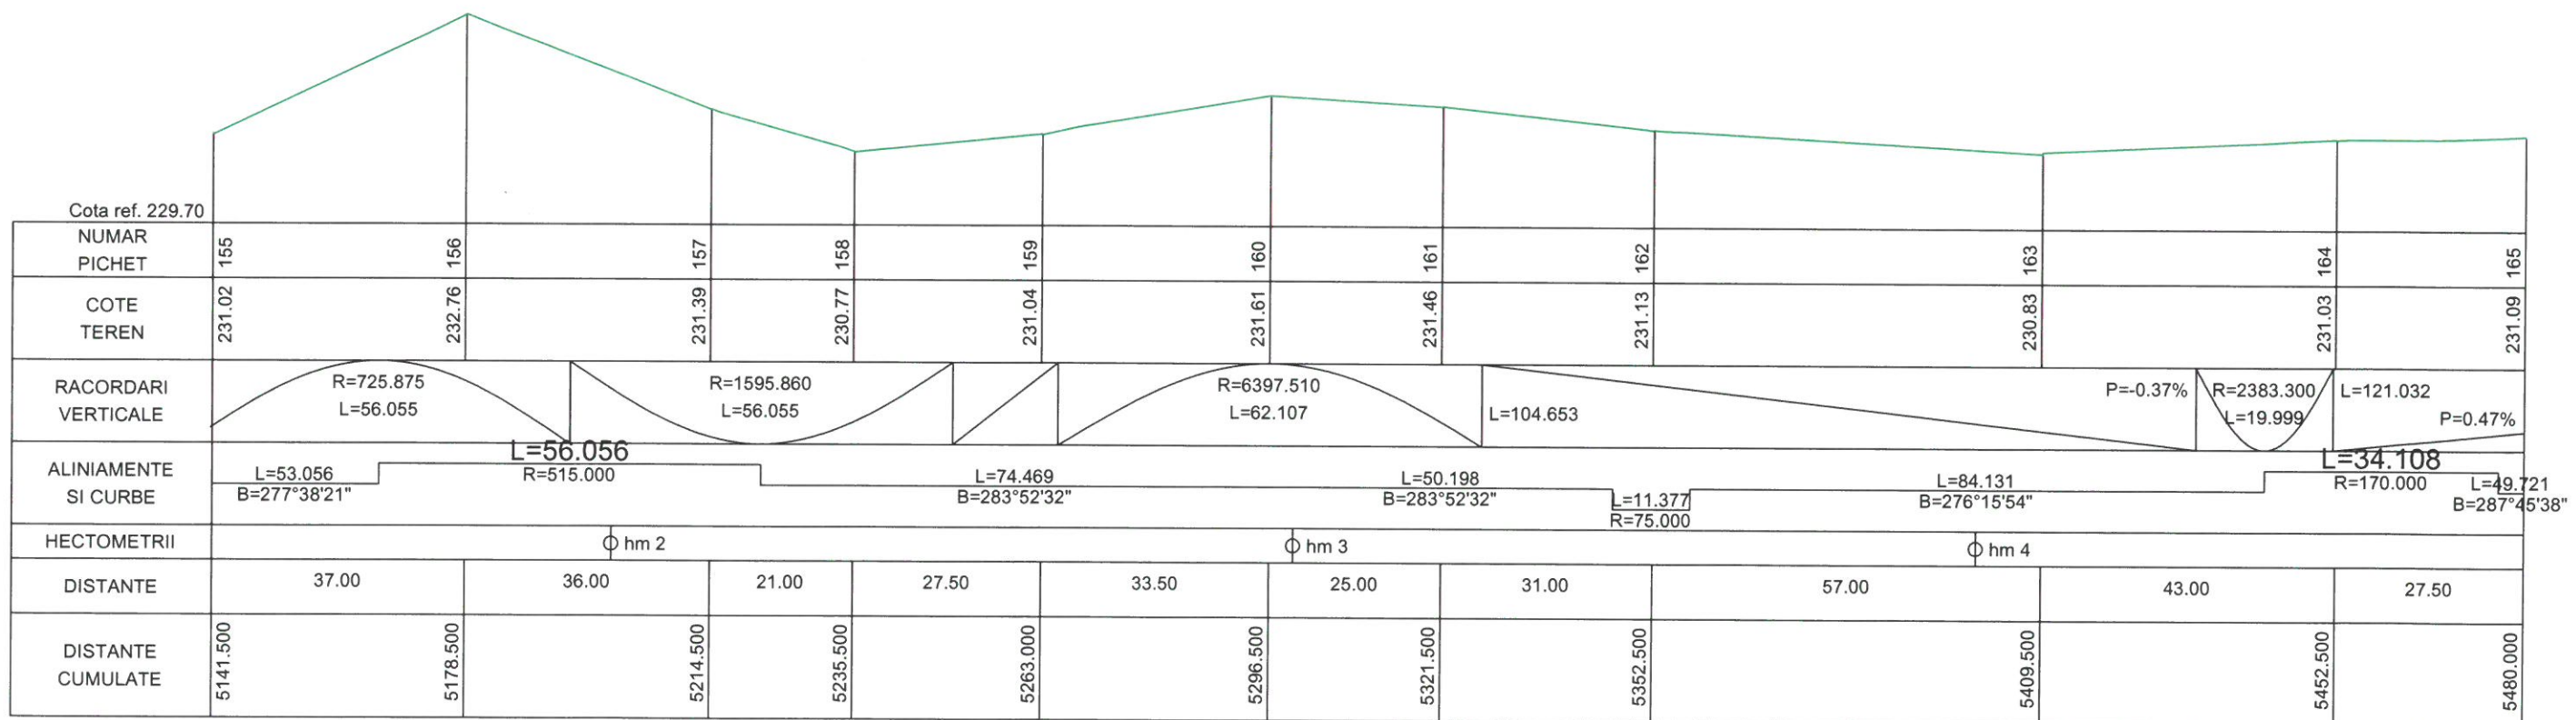 Cota ref. 229.70
NUMAR
PICHET
155 156 157 158 159 160 161 162 163 164 165
COTE
TEREN
231.02 232.76 231.39 230.77 231.04 231.61 231.46 231.13 230.83 231.03 231.09
RACORDARI
VERTICALE
R=725.875
L=56.055
R=1595.860
L=56.055
R=6397.510
L=62.107
L=104.653
P=-0.37%
R=2383.300
L=19.999
L=121.032
P=0.47%
ALINIAMENTE
SI CURBE
L=53.056
B=277°38'21"
L=56.056
R=515.000
L=74.469
B=283°52'32"
L=50.198
B=283°52'32"
L=11.377
R=75.000
L=84.131
B=276°15'54"
L=34.108
R=170.000
L=49.721
B=287°45'38"
HECTOMETRII
hm 2 hm 3 hm 4
DISTANTE
37.00 36.00 21.00 27.50 33.50 25.00 31.00 57.00 43.00 27.50
DISTANTE
CUMULATE
5141.500 5178.500 5214.500 5235.500 5263.000 5296.500 5321.500 5352.500 5409.500 5452.500 5480.000